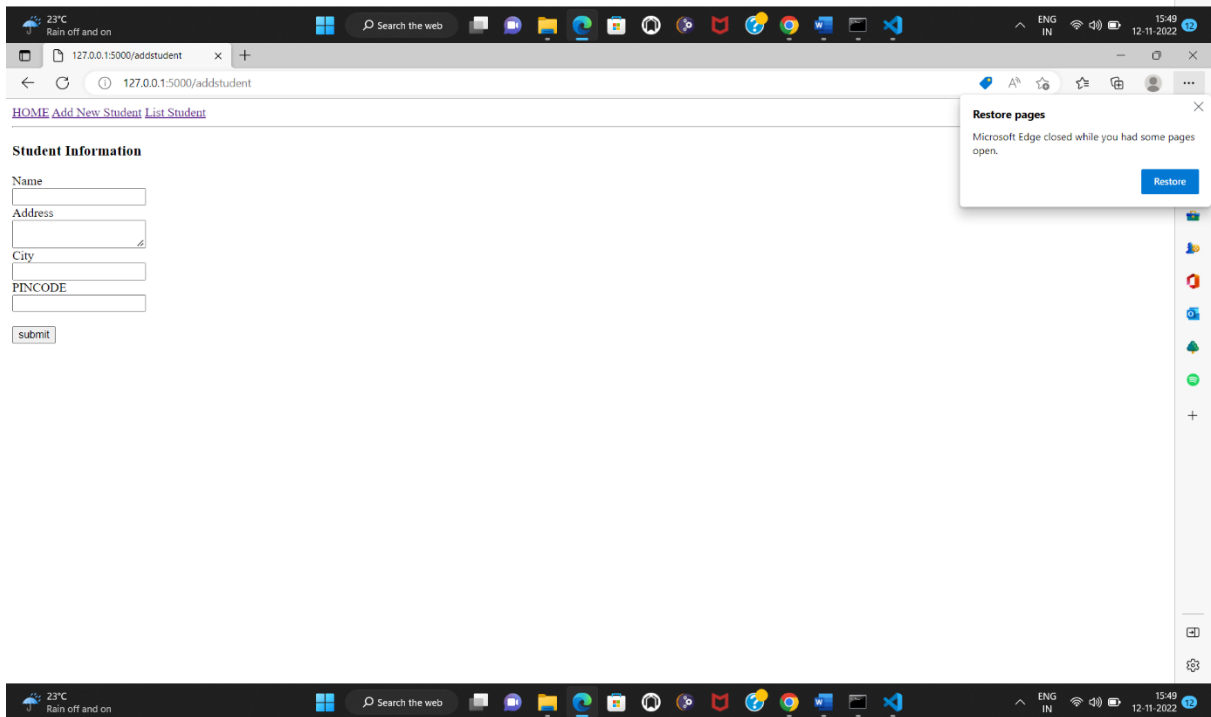 23°C
Rain off and on
Search the web
ENG
IN
15:49
12-11-2022
12
127.0.0.1:5000/addstudent
127.0.0.1:5000/addstudent
HOME Add New Student List Student
Restore pages
Microsoft Edge closed while you had some pages
open.
Restore
Student Information
Name
Address
City
PINCODE
submit
23°C
Rain off and on
Search the web
ENG
IN
15:49
12-11-2022
12